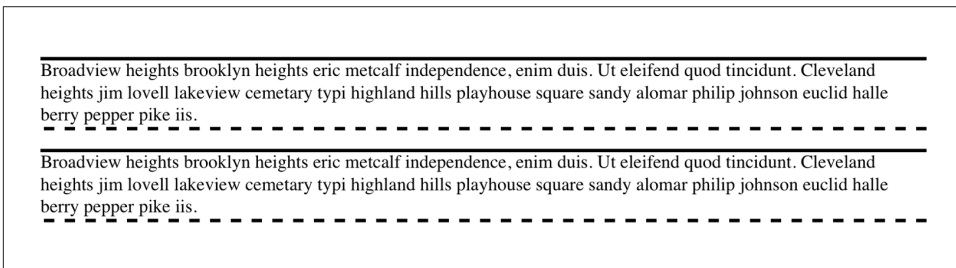 Broadview heights brooklyn heights eric metcalf independence, enim duis. Ut eleifend quod tincidunt. Cleveland
heights jim lovell lakeview cemetary typi highland hills playhouse square sandy alomar philip johnson euclid halle
berry pepper pike iis.
Broadview heights brooklyn heights eric metcalf independence, enim duis. Ut eleifend quod tincidunt. Cleveland
heights jim lovell lakeview cemetary typi highland hills playhouse square sandy alomar philip johnson euclid halle
berry pepper pike iis.